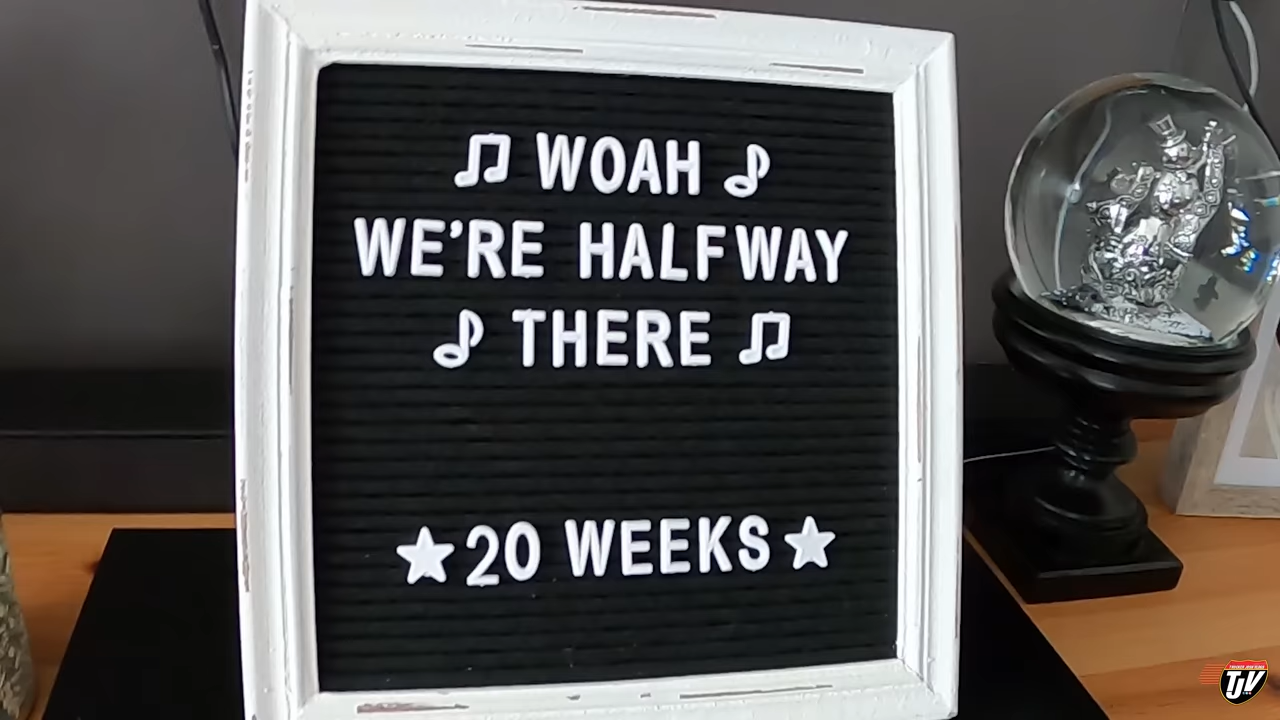 ♫ WOAH ♪
WE'RE HALFWAY
♪ THERE ♫
★ 20 WEEKS ★
TJV